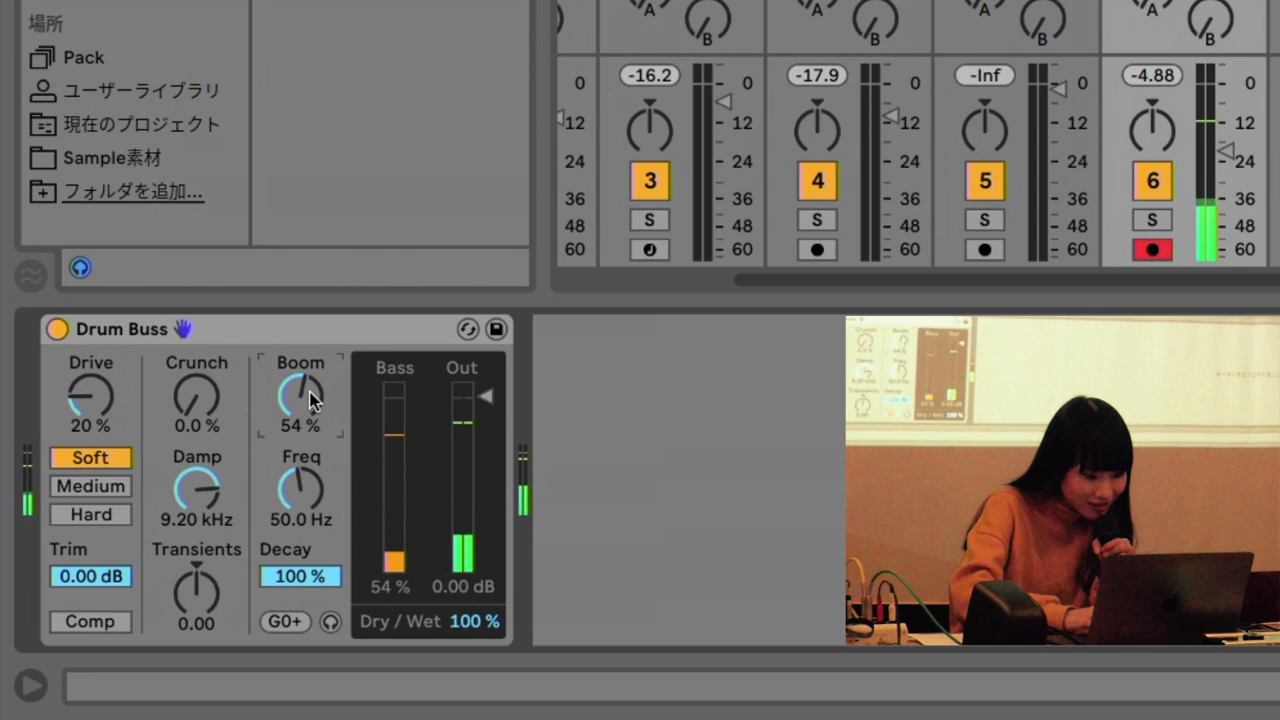 場所
Pack
ユーザーライブラリ
現在のプロジェクト
Sample素材
フォルダを追加...
A
A
A
A
B
B
B
B
-16.2
-17.9
-Inf
-4.88
12
0
12
24
36
48
60
0
12
24
36
48
60
0
12
24
36
48
60
0
12
24
36
48
60
3
4
5
6
S
S
S
S
Drum Buss
Drive
20 %
Soft
Medium
Hard
Trim
0.00 dB
Comp
Crunch
0.0 %
Damp
9.20 kHz
Transients
0.00
Boom
54 %
Freq
50.0 Hz
Decay
100 %
G0+
Bass
Out
54 %
0.00 dB
Dry / Wet 100 %